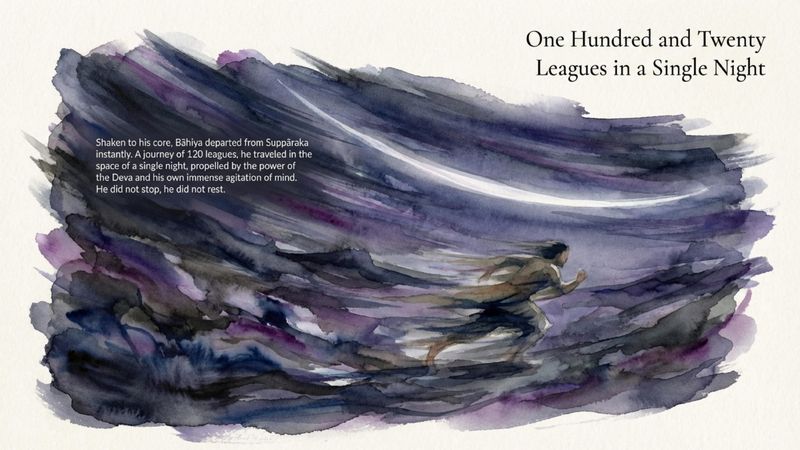 One Hundred and Twenty
Leagues in a Single Night
Shaken to his core, Bāhiya departed from Suppāraka
instantly. A journey of 120 leagues, he traveled in the
space of a single night, propelled by the power of
the Deva and his own immense agitation of mind.
He did not stop, he did not rest.